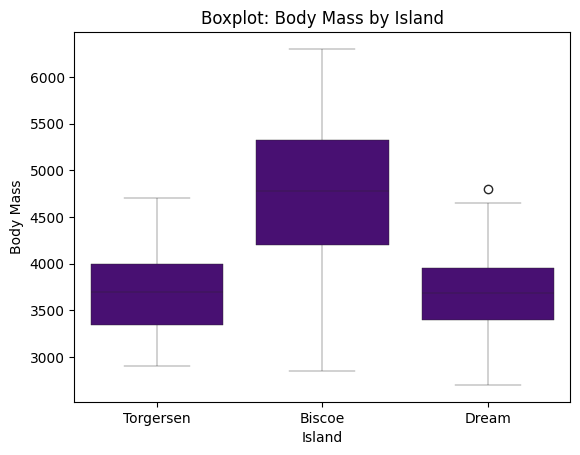 Boxplot: Body Mass by Island
6000
5500
5000
4500
4000
3500
3000
Body Mass
Torgersen Biscoe Dream
Island